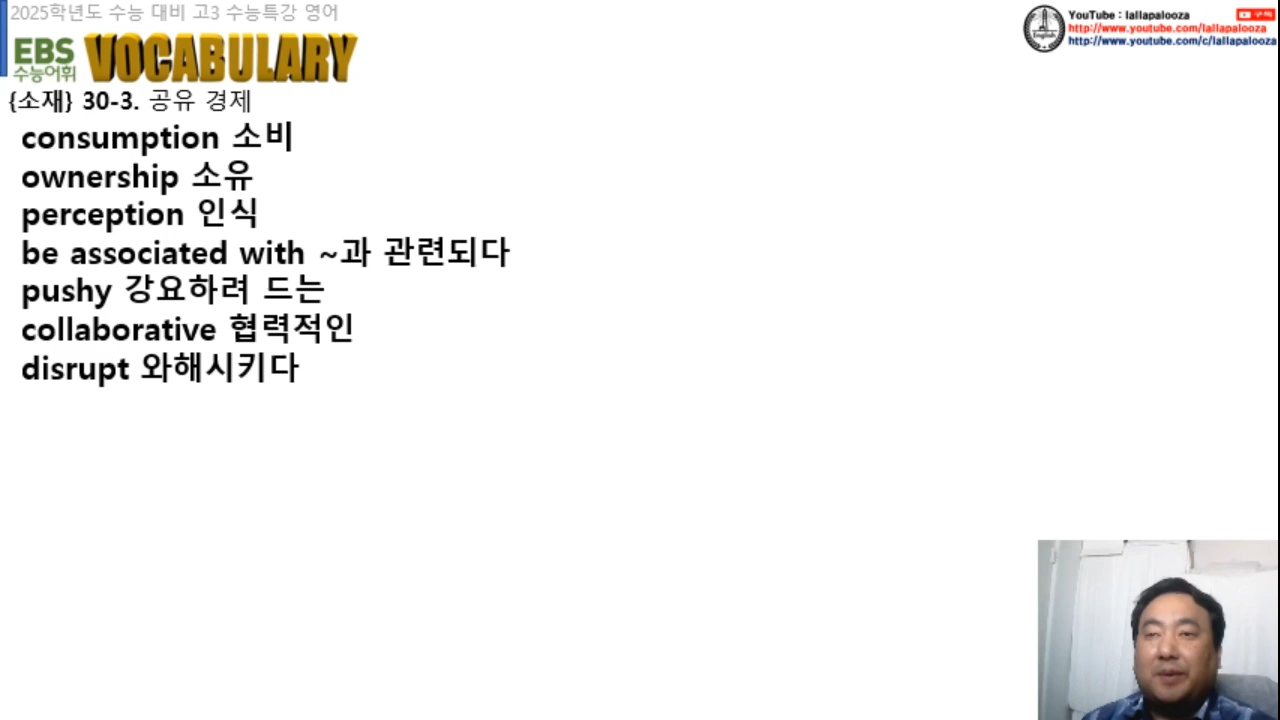 2025학년도 수능 대비 고3 수능특강 영어
EBS
수능어휘
VOCABULARY
{소재} 30-3. 공유 경제
consumption 소비
ownership 소유
perception 인식
be associated with ~과 관련되다
pushy 강요하려 드는
collaborative 협력적인
disrupt 와해시키다
YouTube : lallapalooza
구독
http://www.youtube.com/lallapalooza
http://www.youtube.com/c/lallapalooza
English